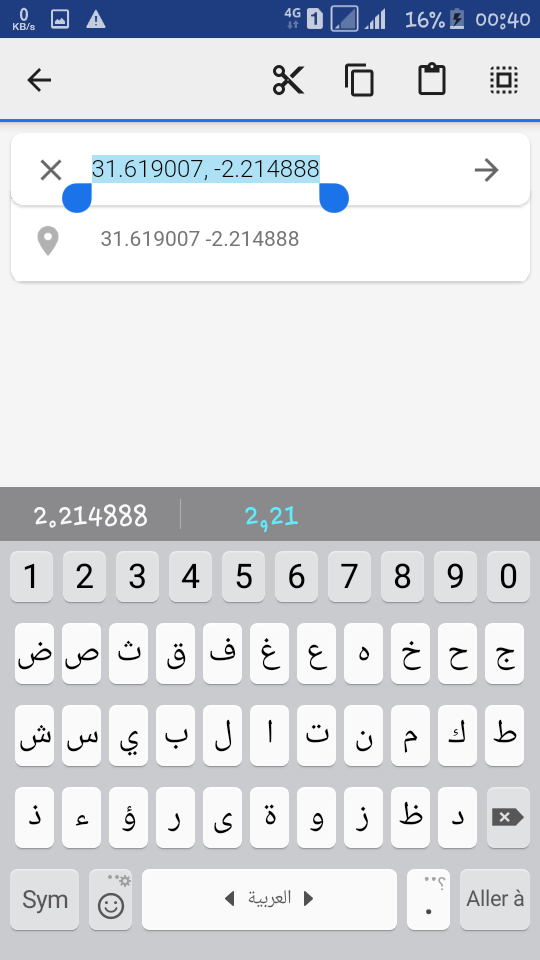 0
KB/s
4G 1 16% 00:40
31.619007, -2.214888
31.619007 -2.214888
2.214888 2,21
1 2 3 4 5 6 7 8 9 0
ض ص ث ق ف غ ع ه خ ح ج
ش س ي ب ل ا ت ن م ك ط
ذ ء ؤ ر ى ة و ز ظ د
Sym العربية . ؟ Aller à